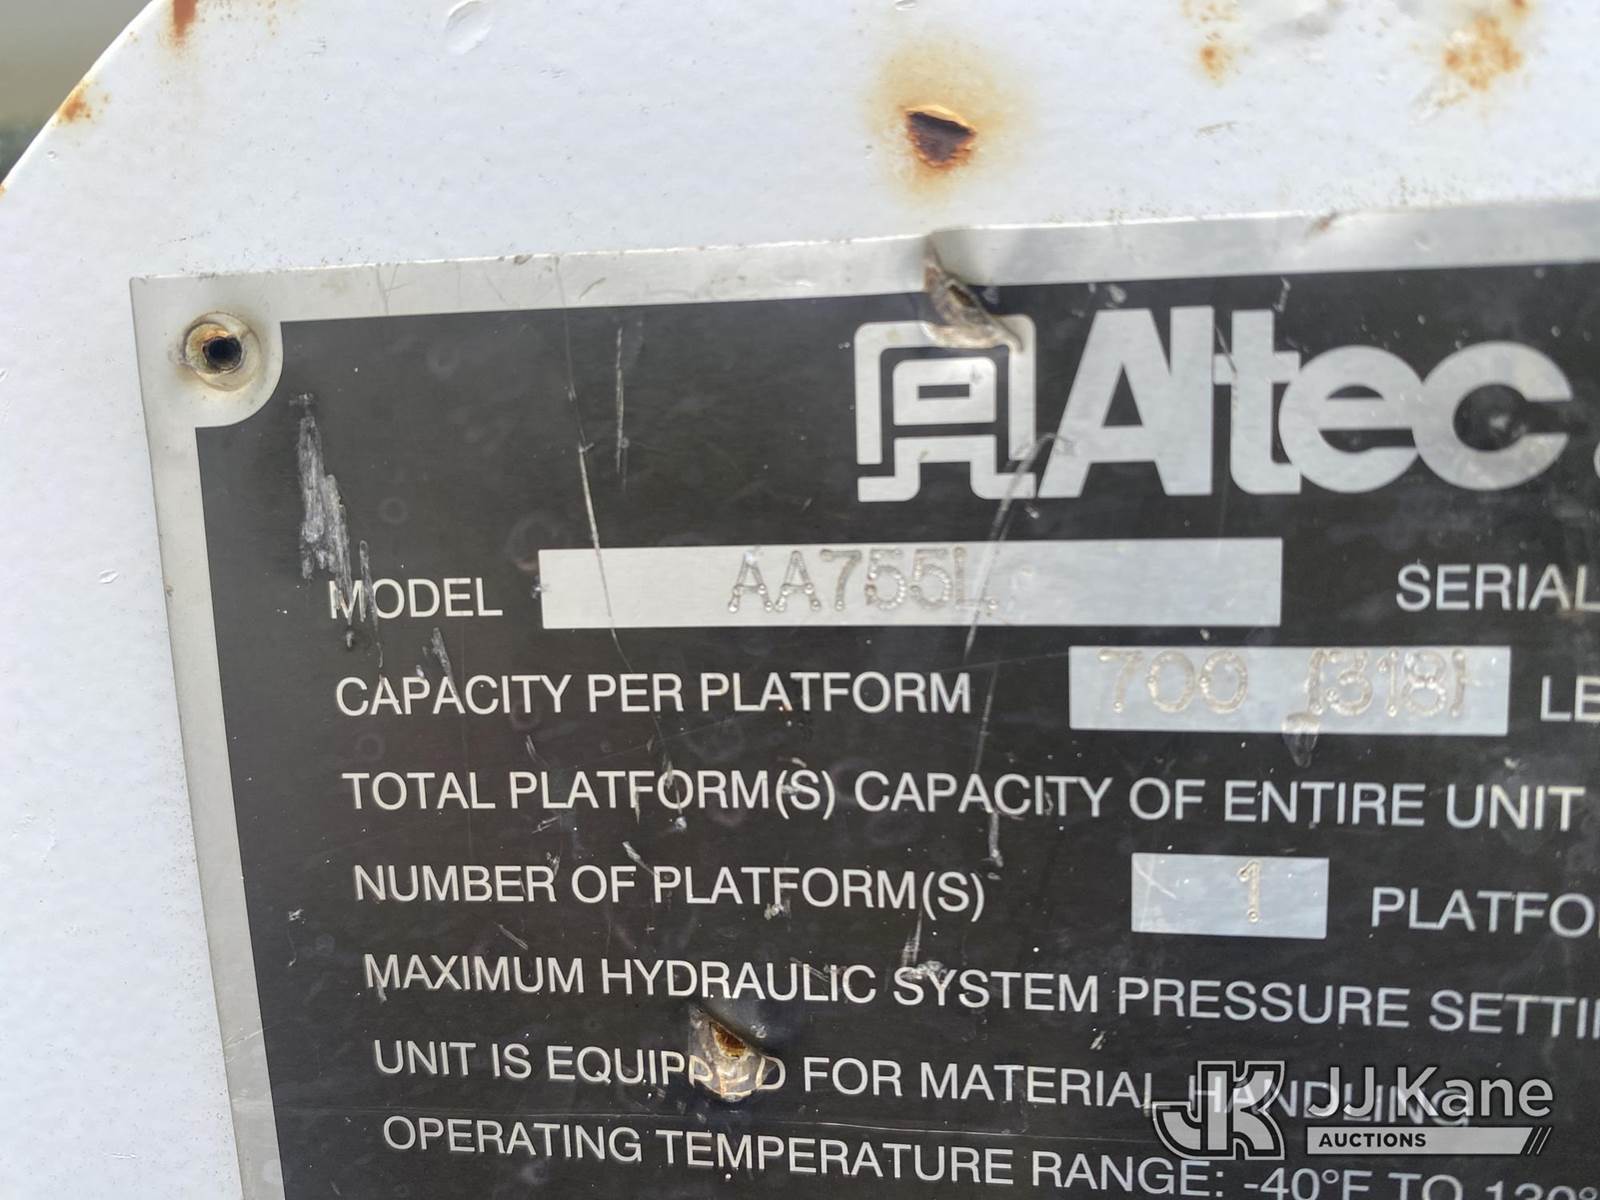 Altec
MODEL AA755L SERIAL
CAPACITY PER PLATFORM 700 (318) LB
TOTAL PLATFORM(S) CAPACITY OF ENTIRE UNIT
NUMBER OF PLATFORM(S) 1 PLATFO
MAXIMUM HYDRAULIC SYSTEM PRESSURE SETTI
UNIT IS EQUIPPED FOR MATERIAL HANDLING
OPERATING TEMPERATURE RANGE: -40°F TO 120°
JK JJ Kane
AUCTIONS